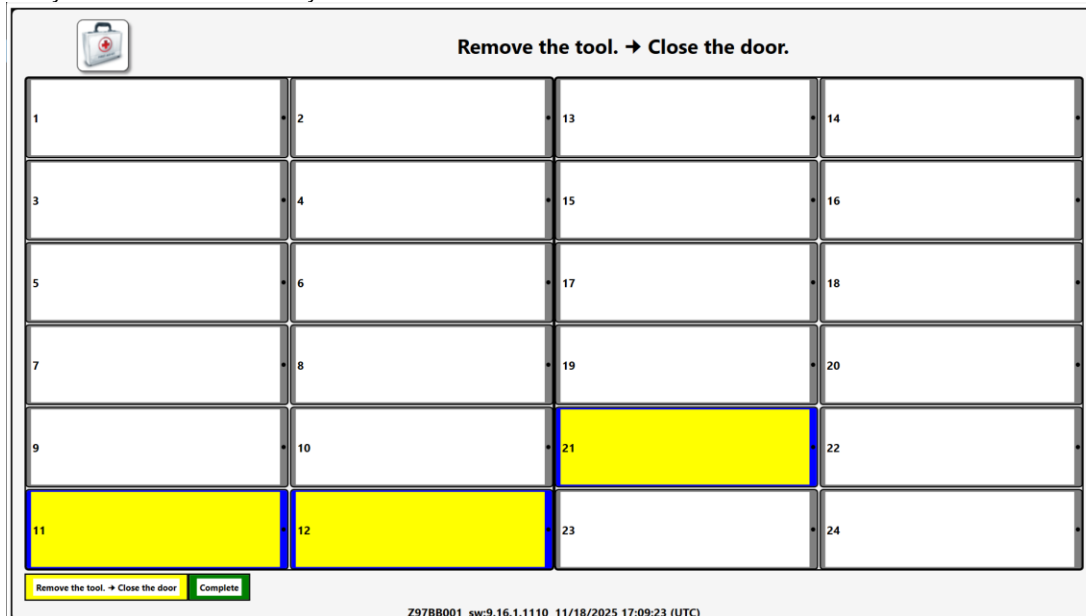 Remove the tool. → Close the door.
1 2 13 14
3 4 15 16
5 6 17 18
7 8 19 20
9 10 21 22
11 12 23 24
Remove the tool. → Close the door Complete
Z97BB001 sw:9.16.1.1110 11/18/2025 17:09:23 (UTC)